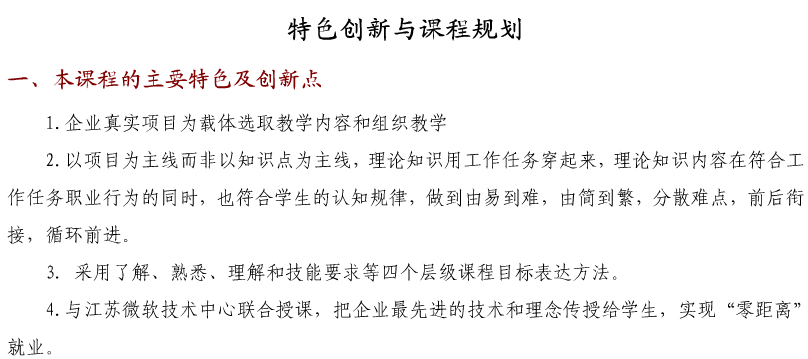 特色创新与课程规划
一、本课程的主要特色及创新点
1.企业真实项目为载体选取教学内容和组织教学
2.以项目为主线而非以知识点为主线，理论知识用工作任务穿起来，理论知识内容在符合工
作任务职业行为的同时，也符合学生的认知规律，做到由易到难，由简到繁，分散难点，前后衔
接，循环前进。
3. 采用了解、熟悉、理解和技能要求等四个层级课程目标表达方法。
4.与江苏微软技术中心联合授课，把企业最先进的技术和理念传授给学生，实现“零距离”
就业。